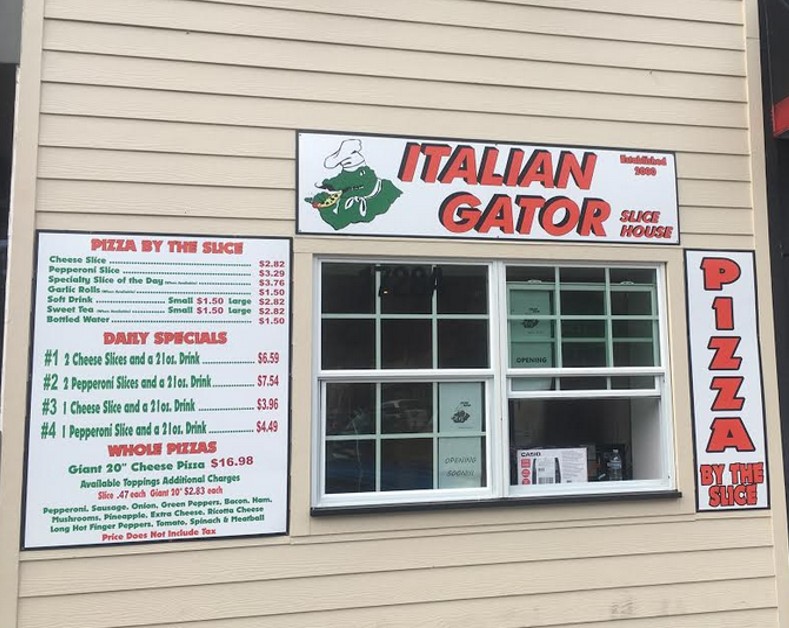 ITALIAN
GATOR
SLICE
HOUSE
Established
2000
PIZZA BY THE SLICE
Cheese Slice $2.82
Pepperoni Slice $3.29
Specialty Slice of the Day (When Available) $3.76
Garlic Rolls (When Available) $1.50
Soft Drink Small $1.50 Large $2.82
Sweet Tea (When Available) Small $1.50 Large $2.82
Bottled Water $1.50
DAILY SPECIALS
#1 2 Cheese Slices and a 21oz. Drink $6.59
#2 2 Pepperoni Slices and a 21oz. Drink $7.54
#3 1 Cheese Slice and a 21oz. Drink $3.96
#4 1 Pepperoni Slice and a 21oz. Drink $4.49
WHOLE PIZZAS
Giant 20" Cheese Pizza $16.98
Available Toppings Additional Charges
Slice .47 each Giant 20" $2.83 each
Pepperoni, Sausage, Onion, Green Peppers, Bacon, Ham,
Mushrooms, Pineapple, Extra Cheese, Ricotta Cheese
Long Hot Finger Peppers, Tomato, Spinach & Meatball
Price Does Not Include Tax
OPENING
OPENING
SOON!!
CASIO
PIZZA
BY THE
SLICE